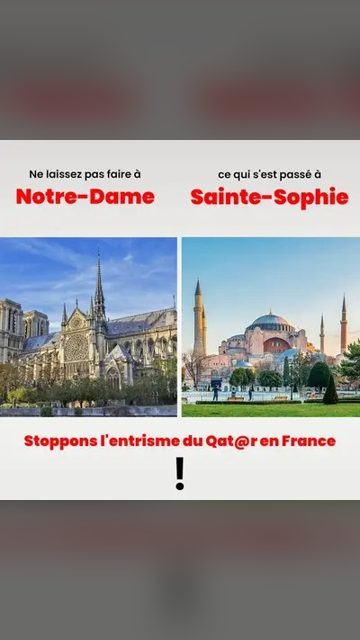 Ne laissez pas faire à
Notre-Dame
ce qui s'est passé à
Sainte-Sophie
Stoppons l'entrisme du Qat@r en France
!